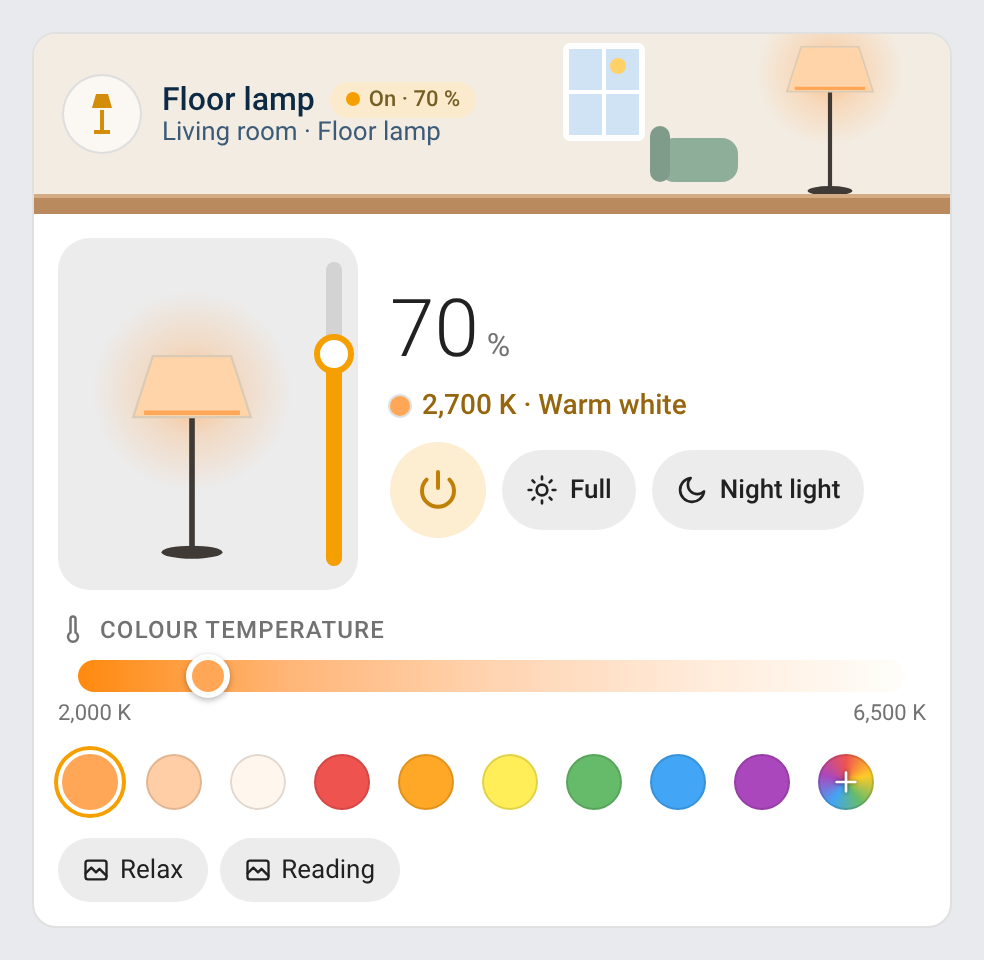 Floor lamp
On · 70 %
Living room · Floor lamp
70 %
2,700 K · Warm white
Full
Night light
COLOUR TEMPERATURE
2,000 K
6,500 K
Relax
Reading